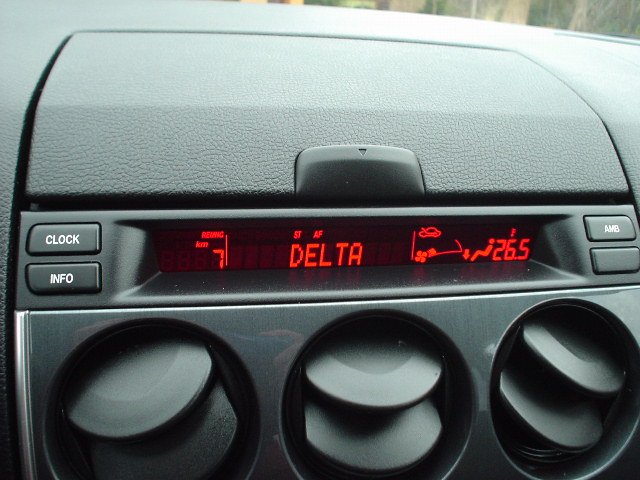 CLOCK
INFO
REMNG
km 7
ST AF
DELTA
26.5
AMB